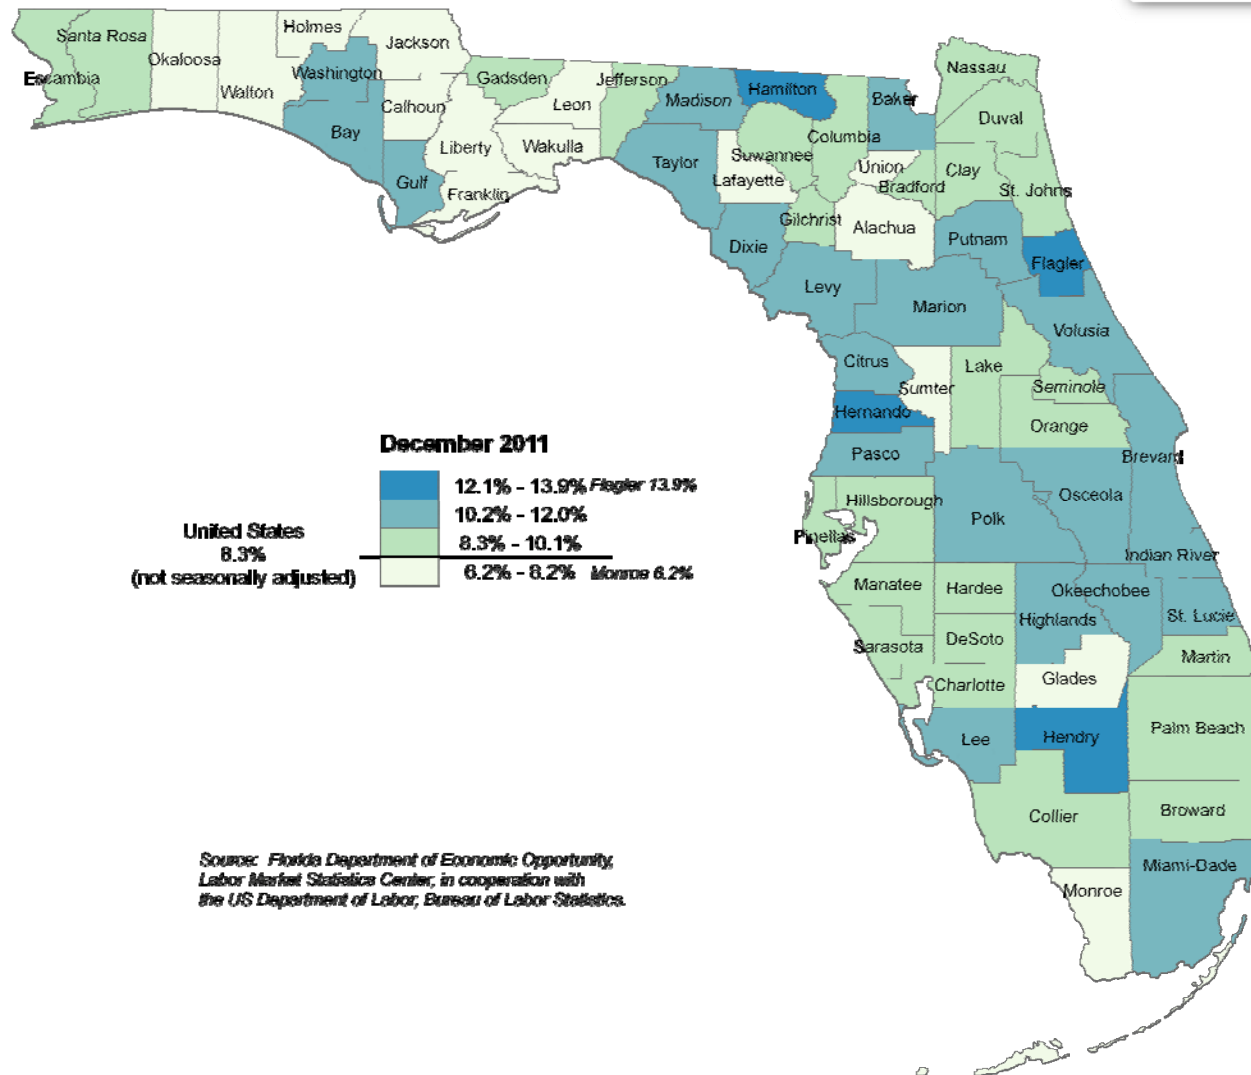 Santa Rosa
Holmes
Jackson
Escambia
Okaloosa
Walton
Washington
Bay
Calhoun
Gulf
Liberty
Franklin
Gadsden
Leon
Wakulla
Jefferson
Madison
Hamilton
Taylor
Suwannee
Lafayette
Columbia
Baker
Nassau
Duval
Union
Bradford
Clay
St. Johns
Gilchrist
Alachua
Dixie
Putnam
Flagler
Levy
Marion
Volusia
Citrus
Sumter
Lake
Seminole
Hernando
Orange
Pasco
Brevard
Osceola
Hillsborough
Polk
Pinellas
Indian River
Manatee
Hardee
Okeechobee
Highlands
St. Lucie
Sarasota
DeSoto
Martin
Charlotte
Glades
Lee
Hendry
Palm Beach
Collier
Broward
Miami-Dade
Monroe
December 2011
12.1% - 13.9% Flagler 13.9%
10.2% - 12.0%
8.3% - 10.1%
6.2% - 8.2% Monroe 6.2%
United States
8.3%
(not seasonally adjusted)
Source: Florida Department of Economic Opportunity,
Labor Market Statistics Center, in cooperation with
the US Department of Labor, Bureau of Labor Statistics.